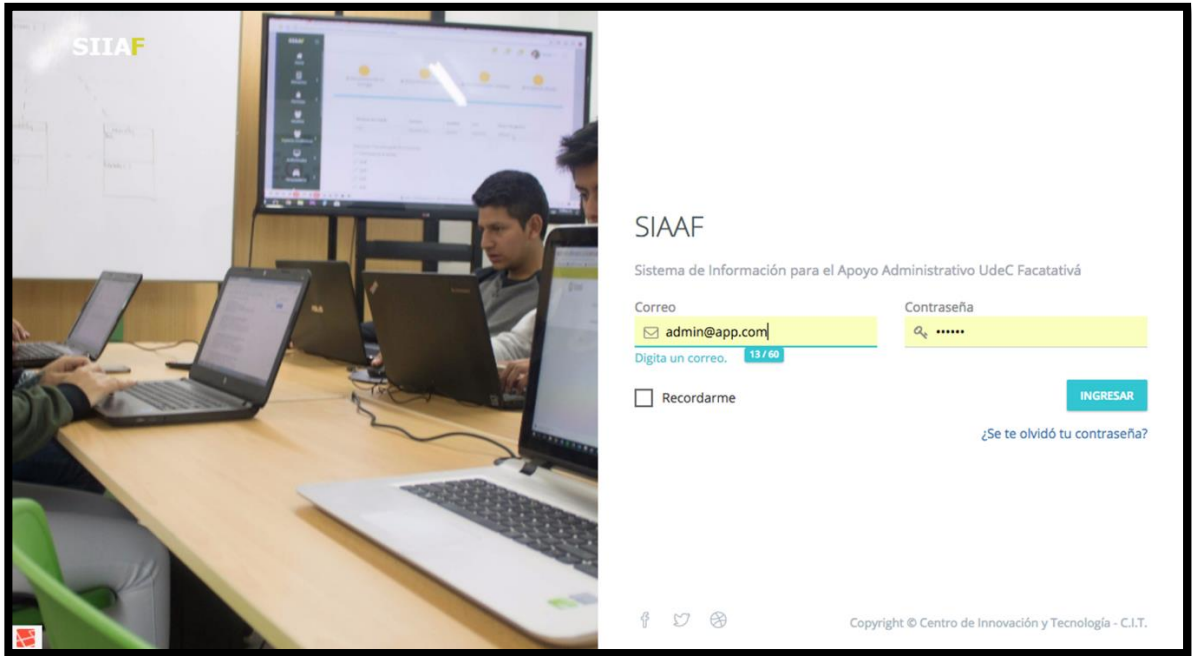 SIIAF
SIAAF
Sistema de Información para el Apoyo Administrativo UdeC Facatativá
Correo
Contraseña
admin@app.com
••••••
Digita un correo.
13 / 60
Recordarme
INGRESAR
¿Se te olvidó tu contraseña?
Copyright © Centro de Innovación y Tecnología - C.I.T.